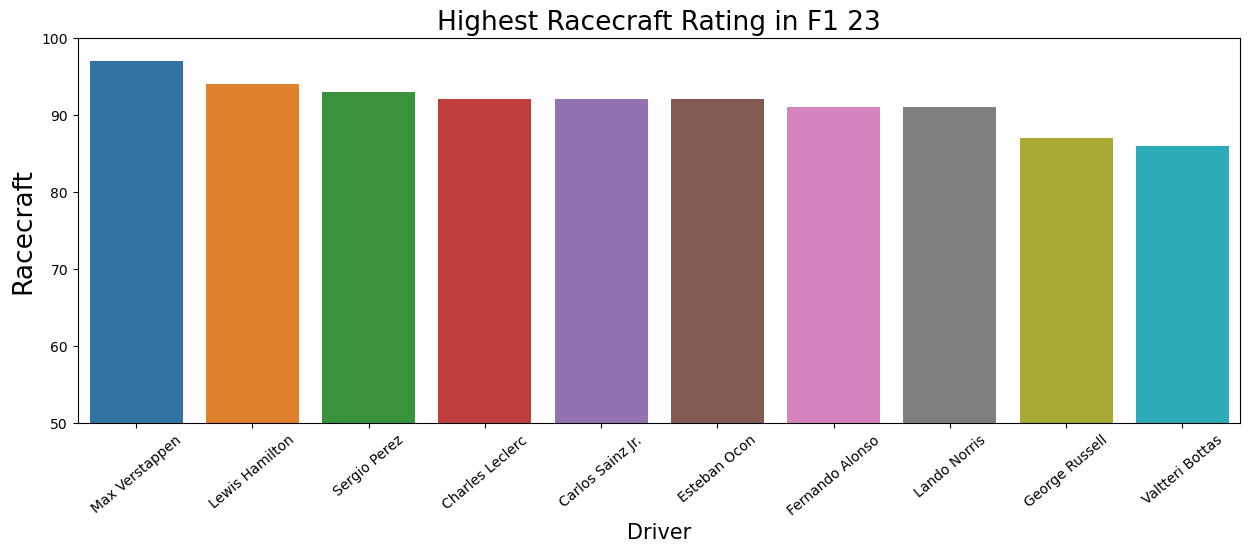 Highest Racecraft Rating in F1 23
Racecraft
100
90
80
70
60
50
Max Verstappen
Lewis Hamilton
Sergio Perez
Charles Leclerc
Carlos Sainz Jr.
Esteban Ocon
Fernando Alonso
Lando Norris
George Russell
Valtteri Bottas
Driver